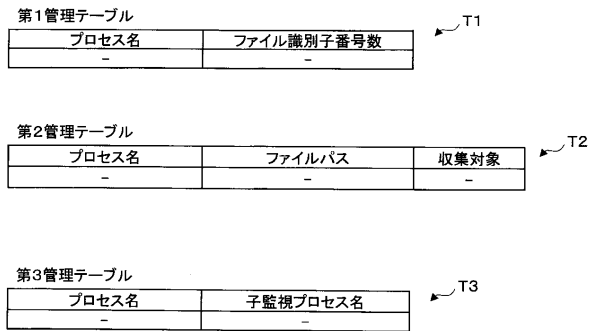 第1管理テーブル
T1
プロセス名 ファイル識別子番号数
- -
第2管理テーブル
T2
プロセス名 ファイルパス 収集対象
- - -
第3管理テーブル
T3
プロセス名 子監視プロセス名
- -